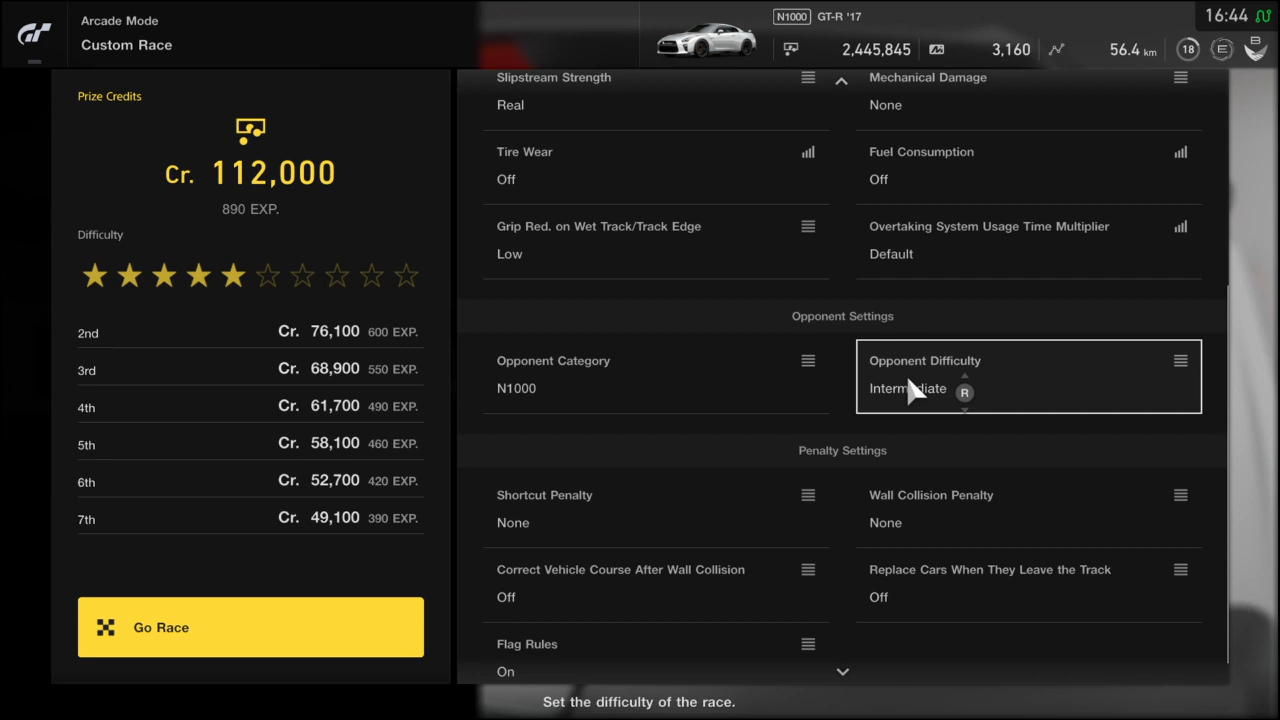 Arcade Mode
Custom Race
N1000 GT-R '17
16:44
2,445,845
3,160
56.4 km
18
E
B
Prize Credits
Cr. 112,000
890 EXP.
Difficulty
2nd Cr. 76,100 600 EXP.
3rd Cr. 68,900 550 EXP.
4th Cr. 61,700 490 EXP.
5th Cr. 58,100 460 EXP.
6th Cr. 52,700 420 EXP.
7th Cr. 49,100 390 EXP.
Go Race
Slipstream Strength
Real
Mechanical Damage
None
Tire Wear
Off
Fuel Consumption
Off
Grip Red. on Wet Track/Track Edge
Low
Overtaking System Usage Time Multiplier
Default
Opponent Settings
Opponent Category
N1000
Opponent Difficulty
Intermediate
R
Penalty Settings
Shortcut Penalty
None
Wall Collision Penalty
None
Correct Vehicle Course After Wall Collision
Off
Replace Cars When They Leave the Track
Off
Flag Rules
On
Set the difficulty of the race.